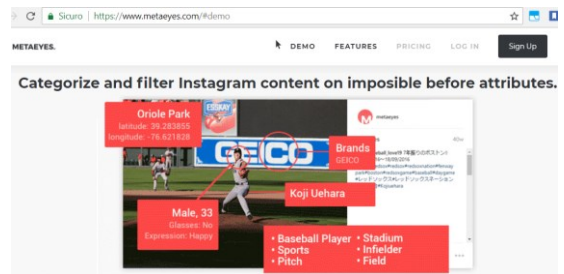 Sicuro | https://www.metaeyes.com/#demo
METAEYES.
DEMO FEATURES PRICING LOG IN Sign Up
Categorize and filter Instagram content on imposible before attributes.
Oriole Park
latitude: 39.283855
longitude: -76.621828
ESSKAY
GEICO
Brands
GEICO
metaeyes
Koji Uehara
Male, 33
Glasses: No
Expression: Happy
• Baseball Player
• Sports
• Pitch
• Stadium
• Infielder
• Field